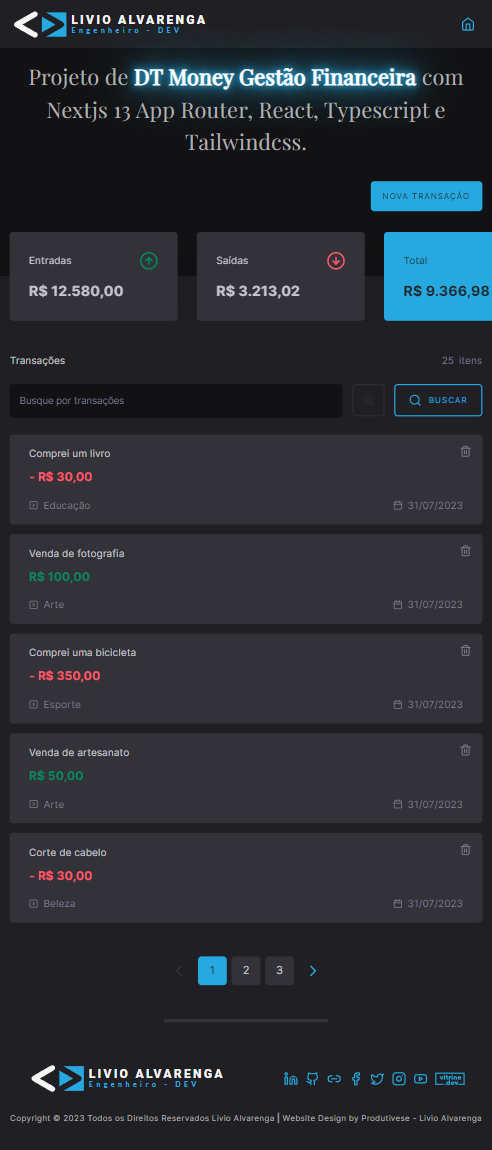 LIVIO ALVARENGA
Engenheiro - DEV
Projeto de DT Money Gestão Financeira com
Nextjs 13 App Router, React, Typescript e
Tailwindcss.
NOVA TRANSAÇÃO
Entradas
R$ 12.580,00
Saídas
R$ 3.213,02
Total
R$ 9.366,98
Transações
25 itens
Busque por transações
BUSCAR
Comprei um livro
- R$ 30,00
Educação
31/07/2023
Venda de fotografia
R$ 100,00
Arte
31/07/2023
Comprei uma bicicleta
- R$ 350,00
Esporte
31/07/2023
Venda de artesanato
R$ 50,00
Arte
31/07/2023
Corte de cabelo
- R$ 30,00
Beleza
31/07/2023
1 2 3
LIVIO ALVARENGA
Engenheiro - DEV
vitrine
.dev
Copyright © 2023 Todos os Direitos Reservados Livio Alvarenga | Website Design by Produtivese - Livio Alvarenga